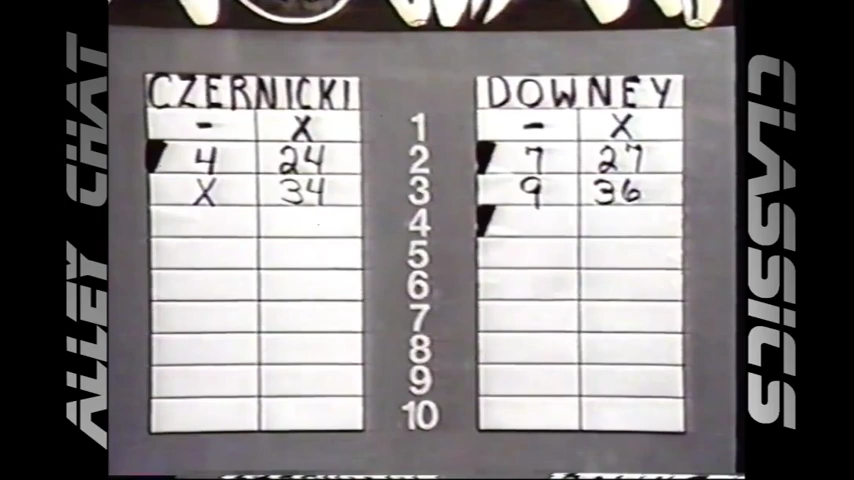 ALLEY CHAT
CZERNICKI
- X
4 24
X 34
1
2
3
4
5
6
7
8
9
10
DOWNEY
- X
7 27
9 36
CLASSICS